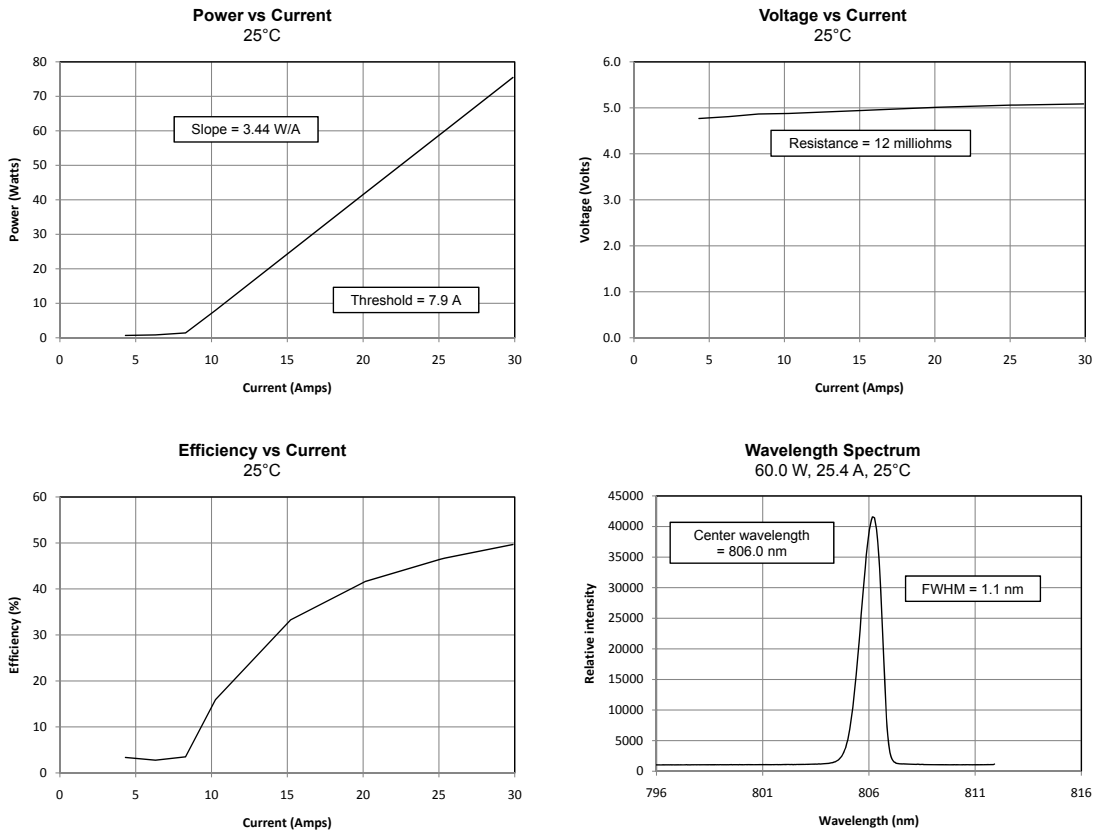 Power vs Current
25°C
80
70
60
50
40
30
20
10
0
Power (Watts)
Slope = 3.44 W/A
Threshold = 7.9 A
0 5 10 15 20 25 30
Current (Amps)
Voltage vs Current
25°C
6.0
5.0
4.0
3.0
2.0
1.0
0.0
Voltage (Volts)
Resistance = 12 milliohms
0 5 10 15 20 25 30
Current (Amps)
Efficiency vs Current
25°C
60
50
40
30
20
10
0
Efficiency (%)
0 5 10 15 20 25 30
Current (Amps)
Wavelength Spectrum
60.0 W, 25.4 A, 25°C
45000
40000
35000
30000
25000
20000
15000
10000
5000
0
Relative intensity
Center wavelength
= 806.0 nm
FWHM = 1.1 nm
796 801 806 811 816
Wavelength (nm)